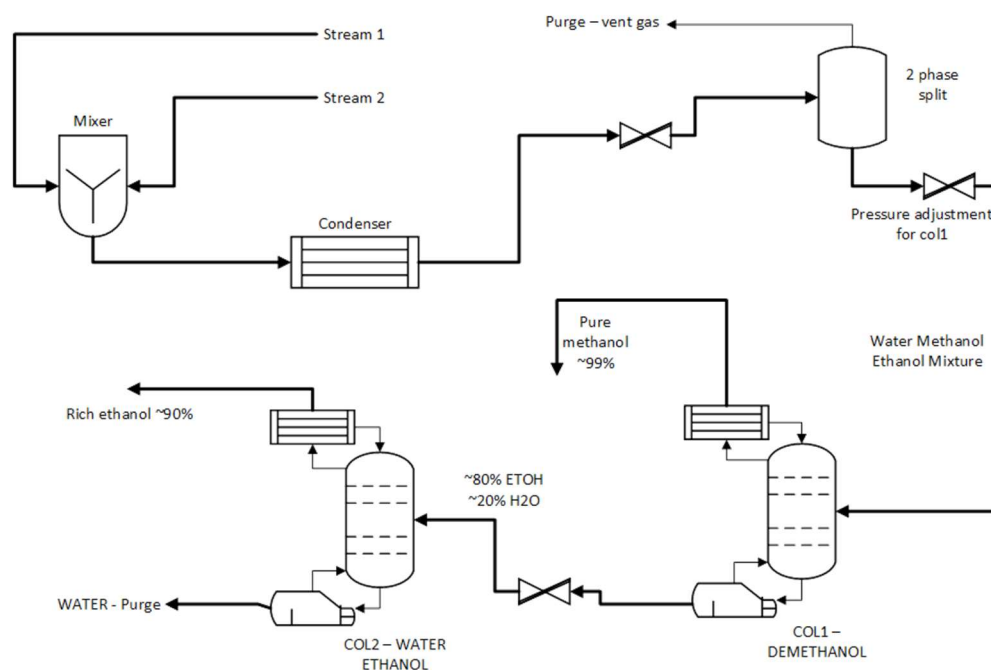 Purge – vent gas
Stream 1
Stream 2
2 phase
split
Mixer
Condenser
Pressure adjustment
for col1
Pure
methanol
~99%
Water Methanol
Ethanol Mixture
Rich ethanol ~90%
~80% ETOH
~20% H2O
WATER - Purge
COL2 – WATER
ETHANOL
COL1 –
DEMETHANOL